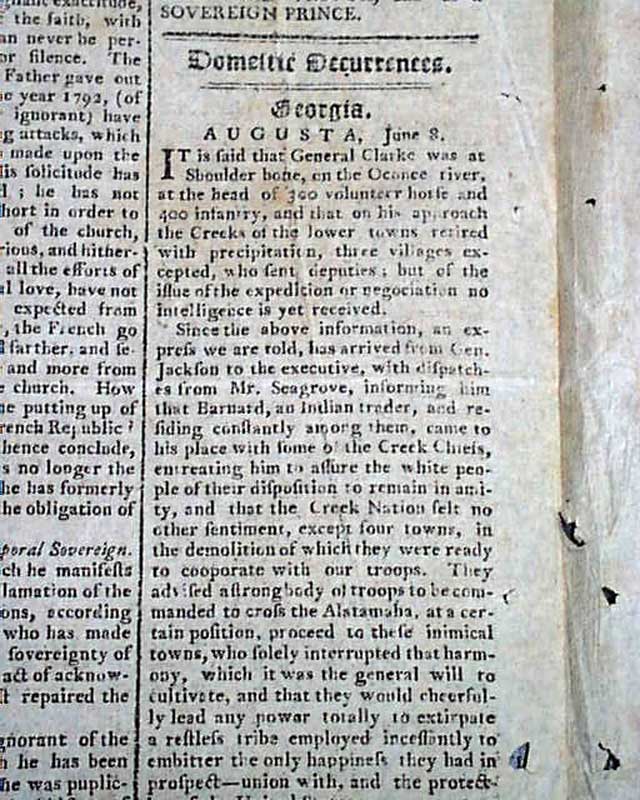 gnant exactitude,
f the faith, with
an never be per-
or silence. The
Father gave out
e year 1792, (of
ignorant) have
g attacks, which
made upon the
His solicitude has
d ; he has not
hort in order to
of the church,
rious, and hither-
all the efforts of
al love, have not
expected from
, the French go
farther, and se-
and more from
e church. How
he putting up of
rench Republic ?
hence conclude,
s no longer the
he has formerly
the obligation of
poral Sovereign.
ch he manifests
lamation of the
ons, according
who has made
sovereignty of
act of acknow-
st repaired the
gnorant of the
h he has been
he was puplic-
SOVEREIGN PRINCE.
Domestic Occurrences.
Georgia.
AUGUSTA, June 8.
IT is said that General Clarke was at
Shoulder bone, on the Oconee river,
at the head of 300 volunteer horse and
400 infantry, and that on his approach
the Creeks of the lower towns retired
with precipitation, three villages ex-
cepted, who sent deputies ; but of the
issue of the expedition or negociation no
intelligence is yet received.
Since the above information, an ex-
press we are told, has arrived from Gen.
Jackson to the executive, with dispatch-
es from Mr. Seagrove, informing him
that Barnard, an Indian trader, and re-
siding constantly among them, came to
his place with some of the Creek Chiefs,
entreating him to assure the white peo-
ple of their disposition to remain in ami-
ty, and that the Creek Nation felt no
other sentiment, except four towns, in
the demolition of which they were ready
to cooperate with our troops. They
advised a strong body of troops to be com-
manded to cross the Alatamaha, at a cer-
tain position, proceed to these inimical
towns, who solely interrupted that harm-
ony, which it was the general will to
cultivate, and that they would cheerful-
ly lead any powar totally to extirpate
a restless tribe employed incessantly to
embitter the only happiness they had in
prospect—union with, and the protect-